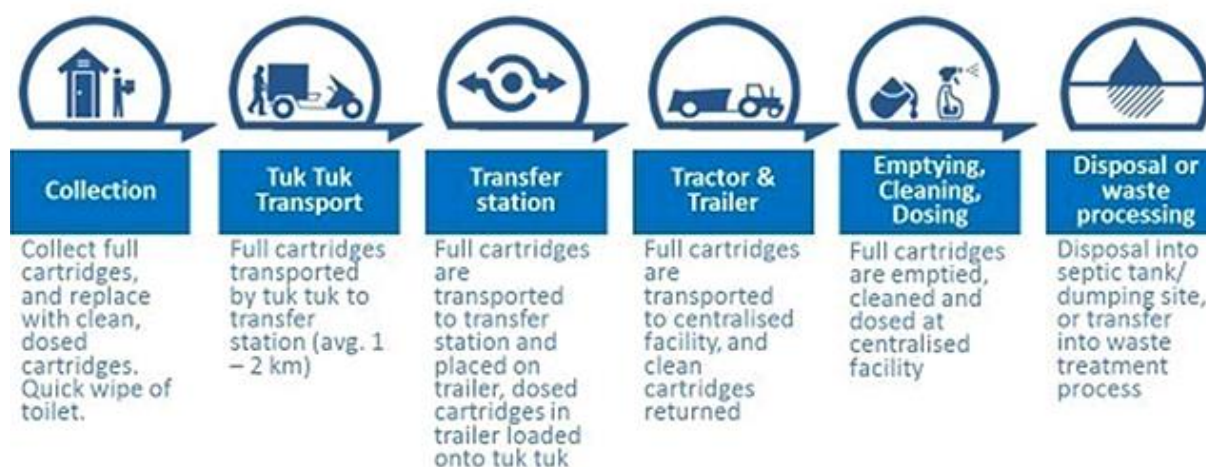 Collection
Collect full
cartridges,
and replace
with clean,
dosed
cartridges.
Quick wipe of
toilet.
Tuk Tuk
Transport
Full cartridges
transported
by tuk tuk to
transfer
station (avg. 1
– 2 km)
Transfer
station
Full cartridges
are
transported
to transfer
station and
placed on
trailer, dosed
cartridges in
trailer loaded
onto tuk tuk
Tractor &
Trailer
Full cartridges
are
transported
to centralised
facility, and
clean
cartridges
returned
Emptying,
Cleaning,
Dosing
Full cartridges
are emptied,
cleaned and
dosed at
centralised
facility
Disposal or
waste
processing
Disposal into
septic tank/
dumping site,
or transfer
into waste
treatment
process